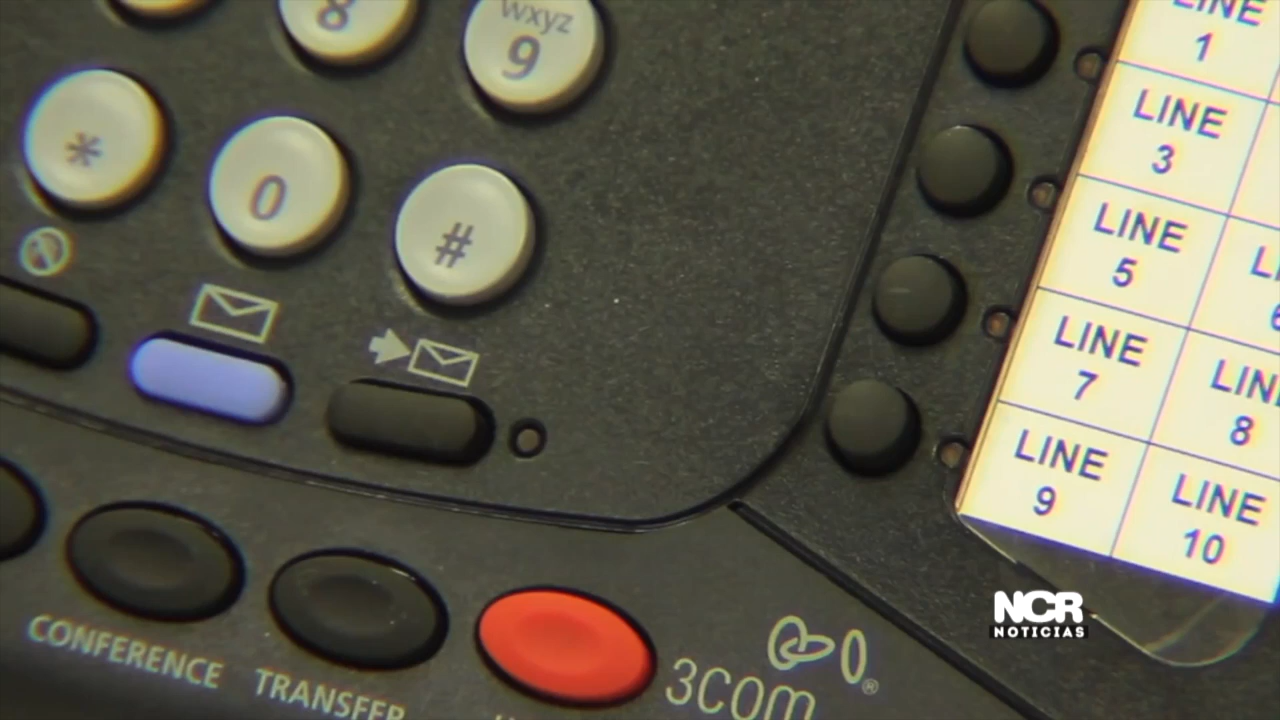 8
wxyz
9
*
0
#
LINE
1
LINE
3
LINE
5
LINE
7
LINE
8
LINE
9
LINE
10
CONFERENCE
TRANSFER
3COM
®
NCR
NOTICIAS